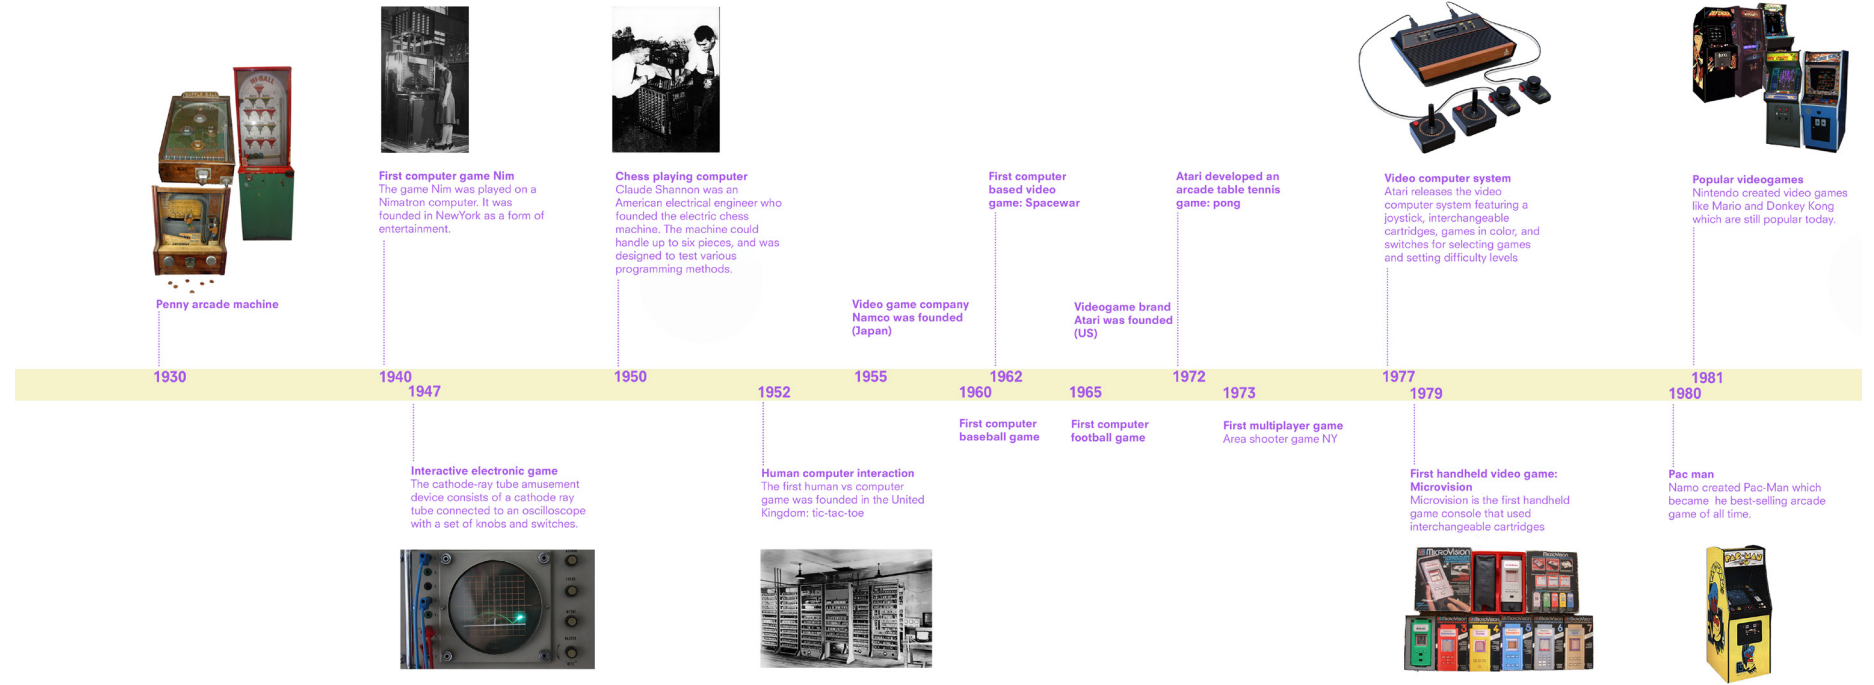 HI-BALL
Penny arcade machine
1930
First computer game Nim
The game Nim was played on a
Nimatron computer. It was
founded in NewYork as a form of
entertainment.
1940
1947
Interactive electronic game
The cathode-ray tube amusement
device consists of a cathode ray
tube connected to an oscilloscope
with a set of knobs and switches.
Chess playing computer
Claude Shannon was an
American electrical engineer who
founded the electric chess
machine. The machine could
handle up to six pieces, and was
designed to test various
programming methods.
1950
1952
Human computer interaction
The first human vs computer
game was founded in the United
Kingdom: tic-tac-toe
Video game company
Namco was founded
(Japan)
1955
1960
First computer
baseball game
First computer
based video
game: Spacewar
1962
Videogame brand
Atari was founded
(US)
1965
First computer
football game
Atari developed an
arcade table tennis
game: pong
1972
1973
First multiplayer game
Area shooter game NY
Video computer system
Atari releases the video
computer system featuring a
joystick, interchangeable
cartridges, games in color, and
switches for selecting games
and setting difficulty levels
1977
1979
First handheld video game:
Microvision
Microvision is the first handheld
game console that used
interchangeable cartridges
MICROVISION
DEFENDER
Popular videogames
Nintendo created video games
like Mario and Donkey Kong
which are still popular today.
1981
1980
Pac man
Namo created Pac-Man which
became  he best-selling arcade
game of all time.
PAC-MAN